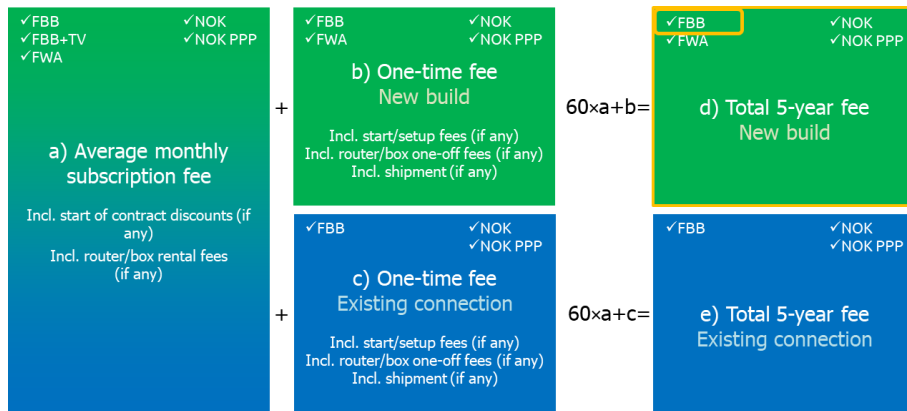 ✓FBB ✓NOK
✓FBB+TV ✓NOK PPP
✓FWA
a) Average monthly
subscription fee
Incl. start of contract discounts (if
any)
Incl. router/box rental fees
(if any)
+
✓FBB ✓NOK
✓FWA ✓NOK PPP
b) One-time fee
New build
Incl. start/setup fees (if any)
Incl. router/box one-off fees (if any)
Incl. shipment (if any)
60×a+b=
✓FBB ✓NOK
✓FWA ✓NOK PPP
d) Total 5-year fee
New build
+
✓FBB ✓NOK
✓NOK PPP
c) One-time fee
Existing connection
Incl. start/setup fees (if any)
Incl. router/box one-off fees (if any)
Incl. shipment (if any)
60×a+c=
✓FBB ✓NOK
✓NOK PPP
e) Total 5-year fee
Existing connection